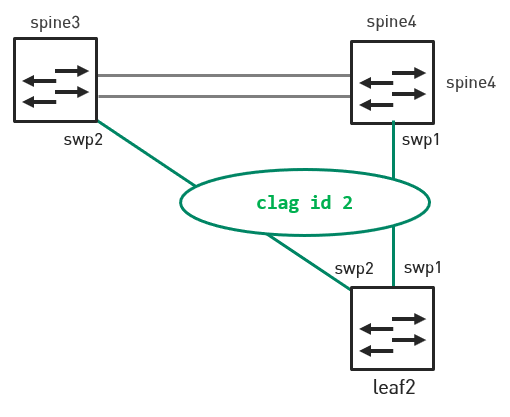 spine3
spine4
spine4
swp2
swp1
clag id 2
swp2
swp1
leaf2